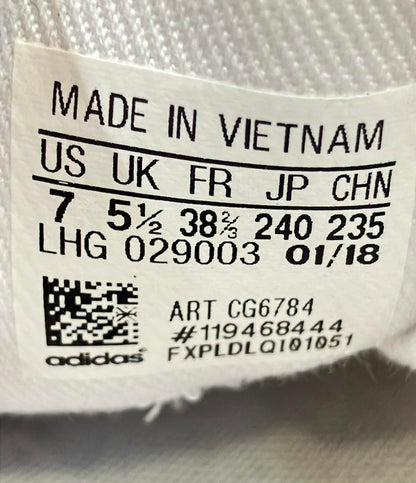 MADE IN VIETNAM
US UK FR JP CHN
7 5½ 38⅔ 240 235
LHG 029003 01/18
ART CG6784
#119468444
adidas FXPLDLQI01051